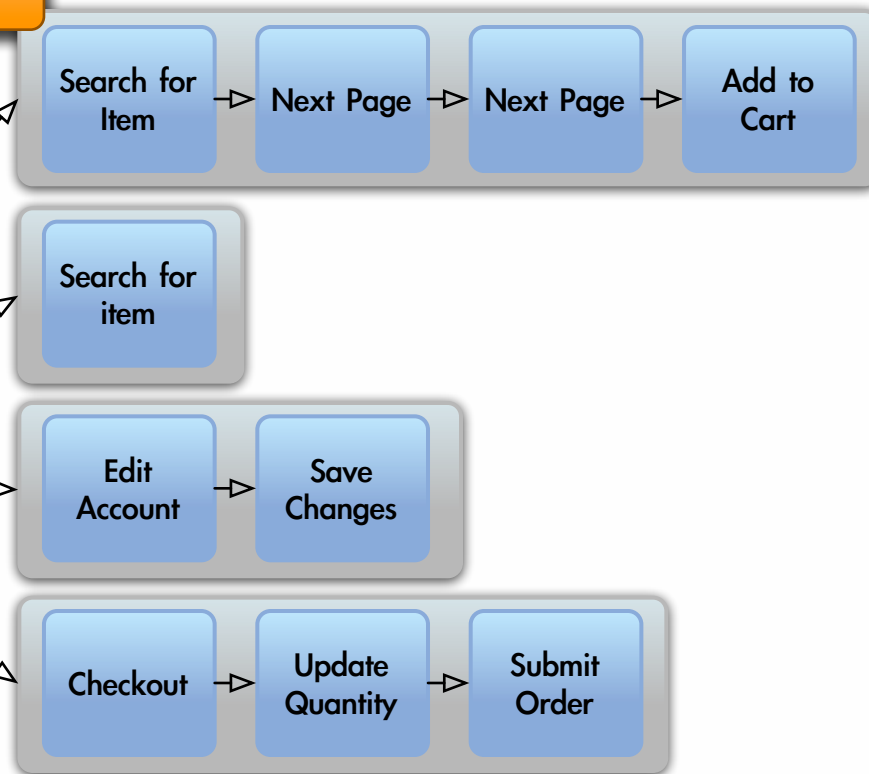 Search for
Item
Next Page
Next Page
Add to
Cart
Search for
item
Edit
Account
Save
Changes
Checkout
Update
Quantity
Submit
Order